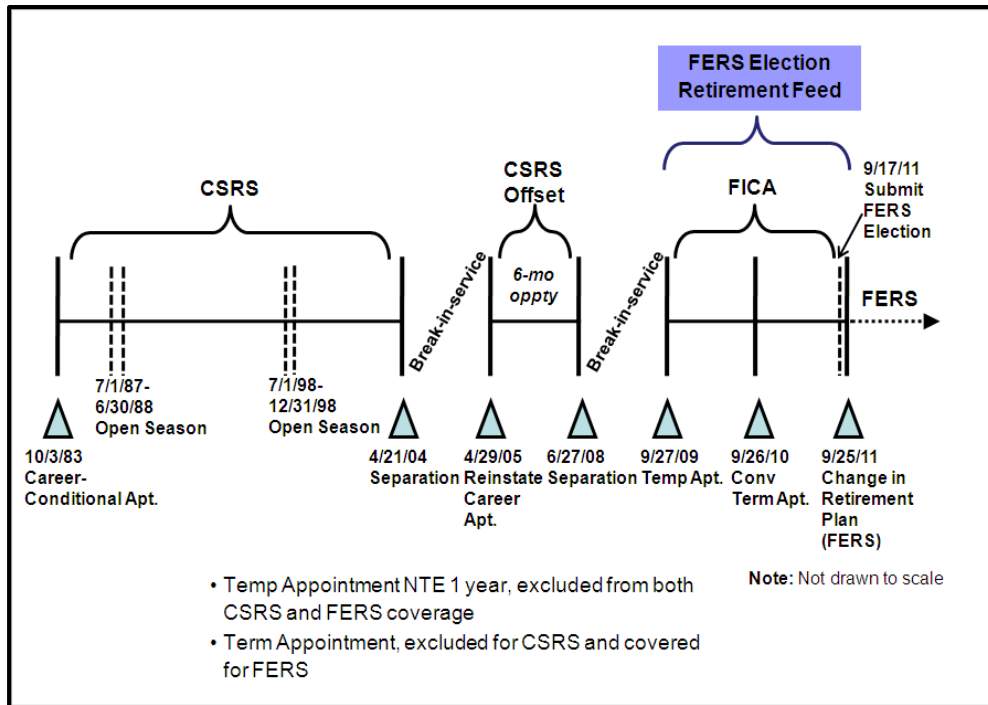 FERS Election
Retirement Feed
CSRS
CSRS
Offset
FICA
9/17/11
Submit
FERS
Election
Break-in-service
6-mo
oppty
Break-in-service
FERS
7/1/87-
6/30/88
Open Season
7/1/98-
12/31/98
Open Season
10/3/83
Career-
Conditional Apt.
4/21/04
Separation
4/29/05
Reinstate
Career
Apt.
6/27/08
Separation
9/27/09
Temp Apt.
9/26/10
Conv
Term Apt.
9/25/11
Change in
Retirement
Plan
(FERS)
Note: Not drawn to scale
• Temp Appointment NTE 1 year, excluded from both
CSRS and FERS coverage
• Term Appointment, excluded for CSRS and covered
for FERS